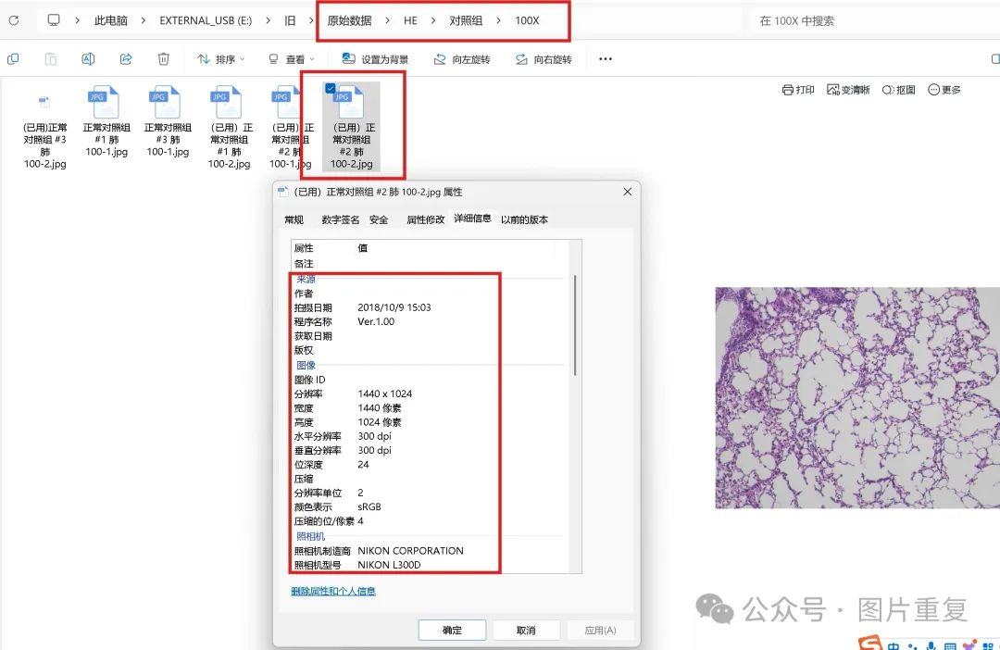 此电脑 > EXTERNAL_USB (E:) > 旧 > 原始数据 > HE > 对照组 > 100X
在 100X 中搜索
排序 查看 设置为背景 向左旋转 向右旋转 ...
打印 变清晰 抠图 更多
JPG JPG JPG JPG JPG
(已用)正常对照组 #3 肺 100-2.jpg
正常对照组 #1 肺 100-1.jpg
正常对照组 #3 肺 100-1.jpg
(已用) 正常对照组 #1 肺 100-2.jpg
(已用) 正常对照组 #2 肺 100-1.jpg
(已用) 正常对照组 #2 肺 100-2.jpg
(已用) 正常对照组 #2 肺 100-2.jpg 属性
常规 数字签名 安全 属性修改 详细信息 以前的版本
属性 值
备注
来源
作者
拍摄日期 2018/10/9 15:03
程序名称 Ver.1.00
获取日期
版权
图像
图像 ID
分辨率 1440 x 1024
宽度 1440 像素
高度 1024 像素
水平分辨率 300 dpi
垂直分辨率 300 dpi
位深度 24
压缩
分辨率单位 2
颜色表示 sRGB
压缩的位/像素 4
照相机
照相机制造商 NIKON CORPORATION
照相机型号 NIKON L300D
删除属性和个人信息
确定 取消 应用(A)
公众号 · 图片重复
中